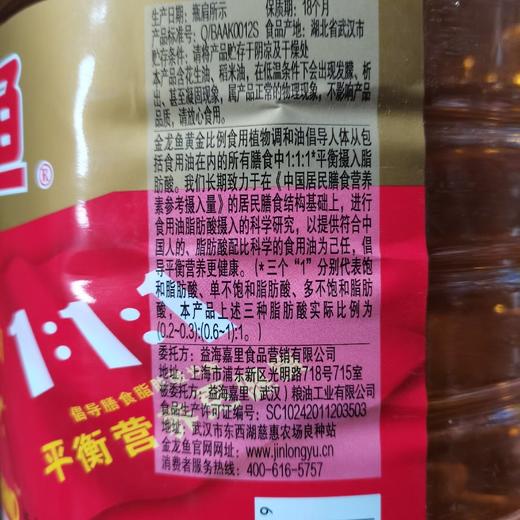 生产日期：瓶肩所示 保质期：18个月
产品标准号：Q/BAAK0012S 食品产地：湖北省武汉市
贮存条件：请将产品贮存于阴凉及干燥处
本产品含花生油、稻米油，在低温条件下会出现发朦、析
出、甚至凝固现象，属产品正常的物理现象，不影响产品
品质，请放心食用。
金龙鱼黄金比例食用植物调和油倡导人体从包
括食用油在内的所有膳食中1:1:1*平衡摄入脂
肪酸。我们长期致力于在《中国居民膳食营养
素参考摄入量》的居民膳食结构基础上，进行
食用油脂肪酸摄入的科学研究，以提供符合中
国人的、脂肪酸配比科学的食用油为己任，倡
导平衡营养更健康。（*三个“1”分别代表饱
和脂肪酸、单不饱和脂肪酸、多不饱和脂肪
酸，本产品上述三种脂肪酸实际比例为
(0.2~0.3):(0.6~1):1。）
委托方：益海嘉里食品营销有限公司
地址：上海市浦东新区光明路718号715室
被委托方：益海嘉里（武汉）粮油工业有限公司
食品生产许可证编号：SC10242011203503
地址：武汉市东西湖慈惠农场良种站
金龙鱼官网网址：www.jinlongyu.cn
消费者服务热线：400-616-5757
鱼®
1:1:1
倡导膳食脂
平衡营